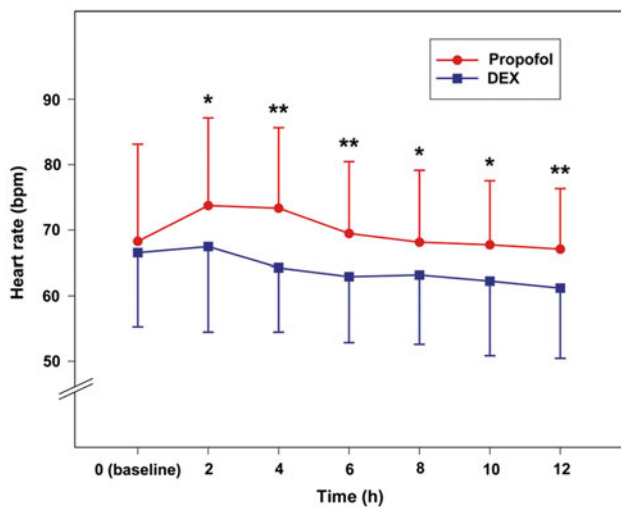 Propofol
DEX
Heart rate (bpm)
90
80
70
60
50
* ** ** * * **
0 (baseline) 2 4 6 8 10 12
Time (h)